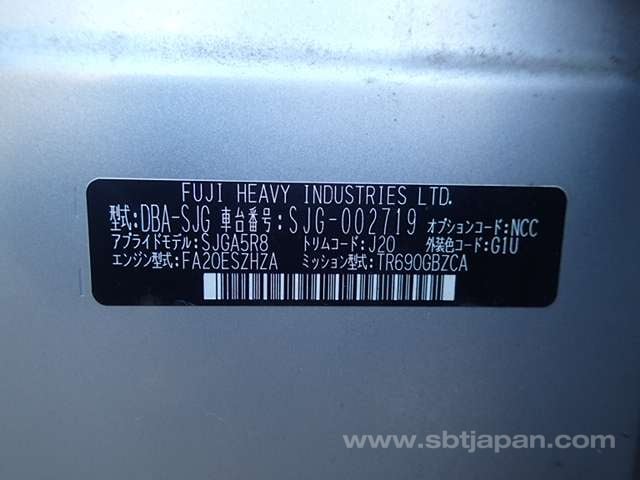 FUJI HEAVY INDUSTRIES LTD.
型式:DBA-SJG 車台番号:SJG-002719 オプションコード:NCC
アプライドモデル:SJGA5R8 トリムコード:J20 外装色コード:G1U
エンジン型式:FA20ESZHZA ミッション型式:TR690GBZCA
www.sbtjapan.com